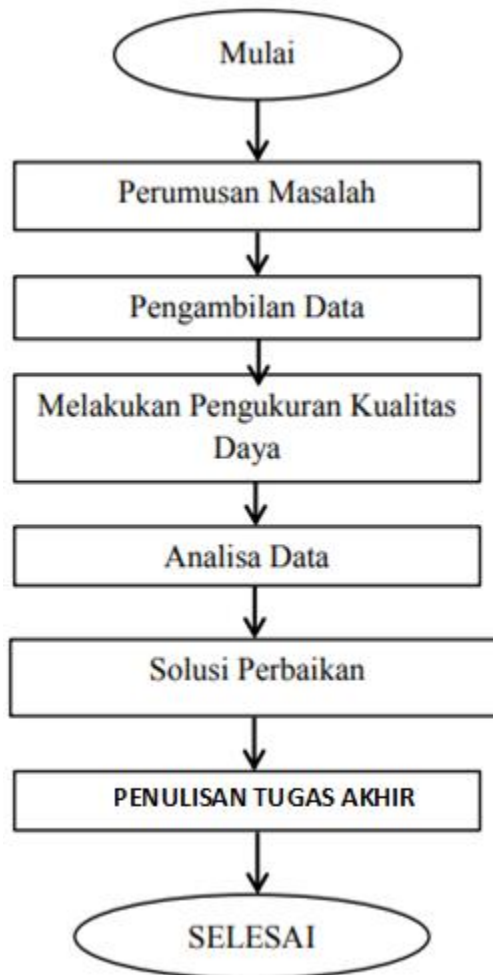 Mulai
Perumusan Masalah
Pengambilan Data
Melakukan Pengukuran Kualitas
Daya
Analisa Data
Solusi Perbaikan
PENULISAN TUGAS AKHIR
SELESAI